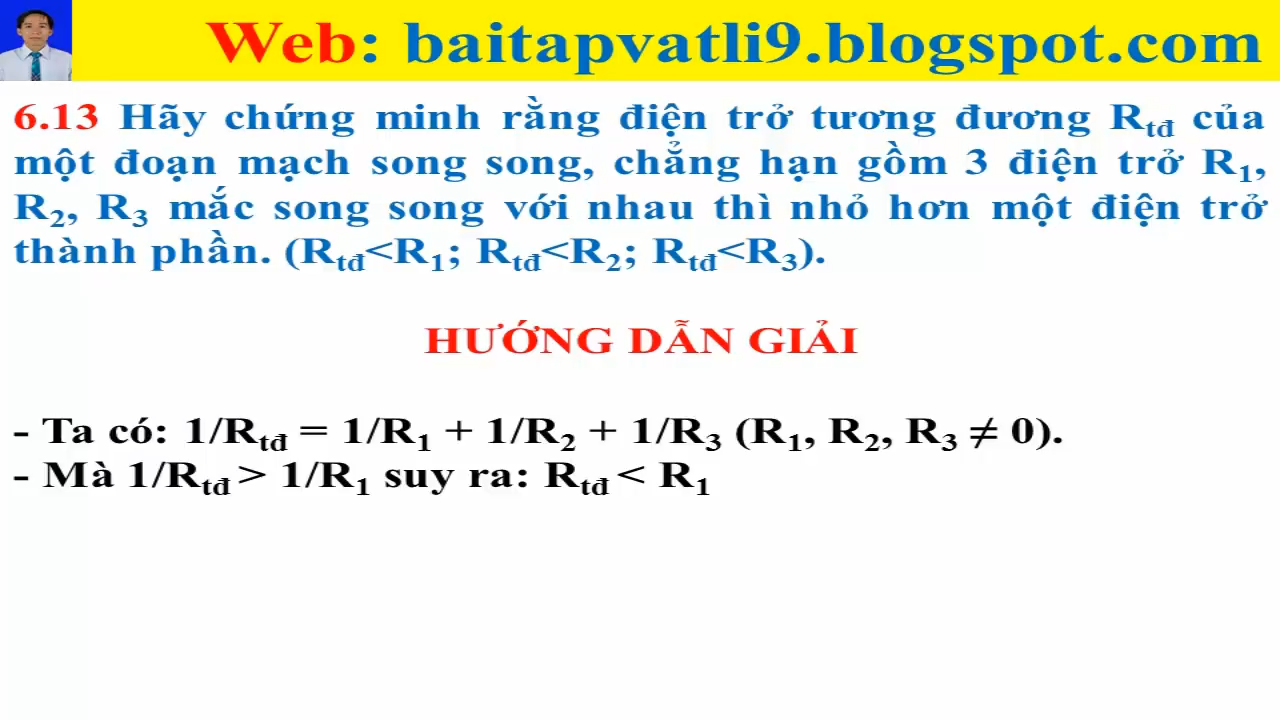 Web: baitapvatli9.blogspot.com
6.13 Hãy chứng minh rằng điện trở tương đương Rtđ của
một đoạn mạch song song, chẳng hạn gồm 3 điện trở R1,
R2, R3 mắc song song với nhau thì nhỏ hơn một điện trở
thành phần. (Rtđ<R1; Rtđ<R2; Rtđ<R3).
HƯỚNG DẪN GIẢI
- Ta có: 1/Rtđ = 1/R1 + 1/R2 + 1/R3 (R1, R2, R3 ≠ 0).
- Mà 1/Rtđ > 1/R1 suy ra: Rtđ < R1